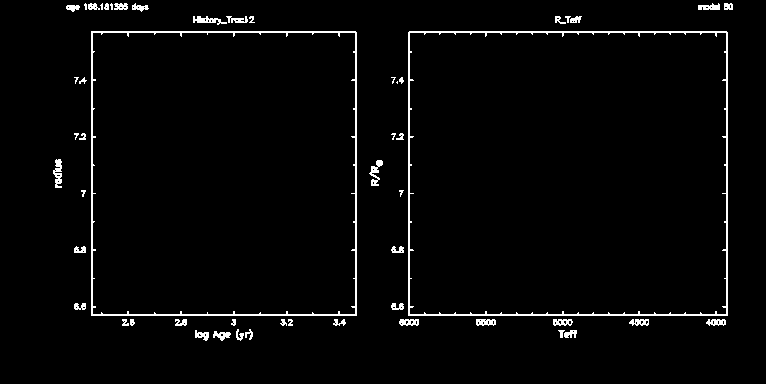 age 168.181385 days
model 50
History_Track2
R_Teff
7.4
7.2
7
6.8
6.6
radius
2.6
2.8
3
3.2
3.4
log Age (yr)
7.4
7.2
7
6.8
6.6
R/R⊙
6000
5500
5000
4500
4000
Teff